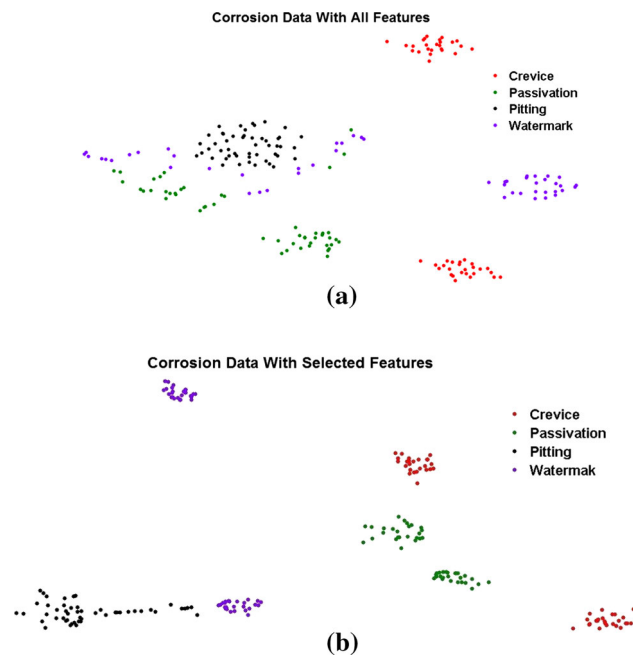 Corrosion Data With All Features
Crevice
Passivation
Pitting
Watermark
(a)
Corrosion Data With Selected Features
Crevice
Passivation
Pitting
Watermak
(b)